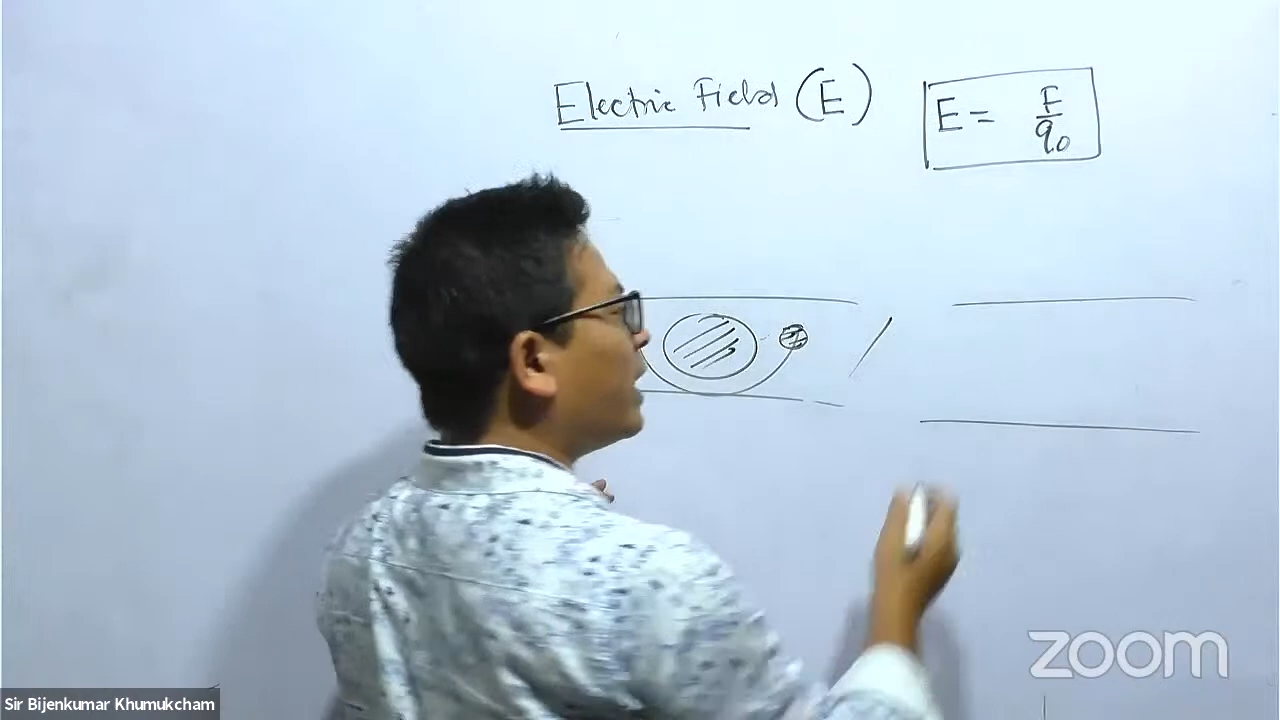 Electric Field (E)
E = F/q₀
zoom
Sir Bijenkumar Khumukcham